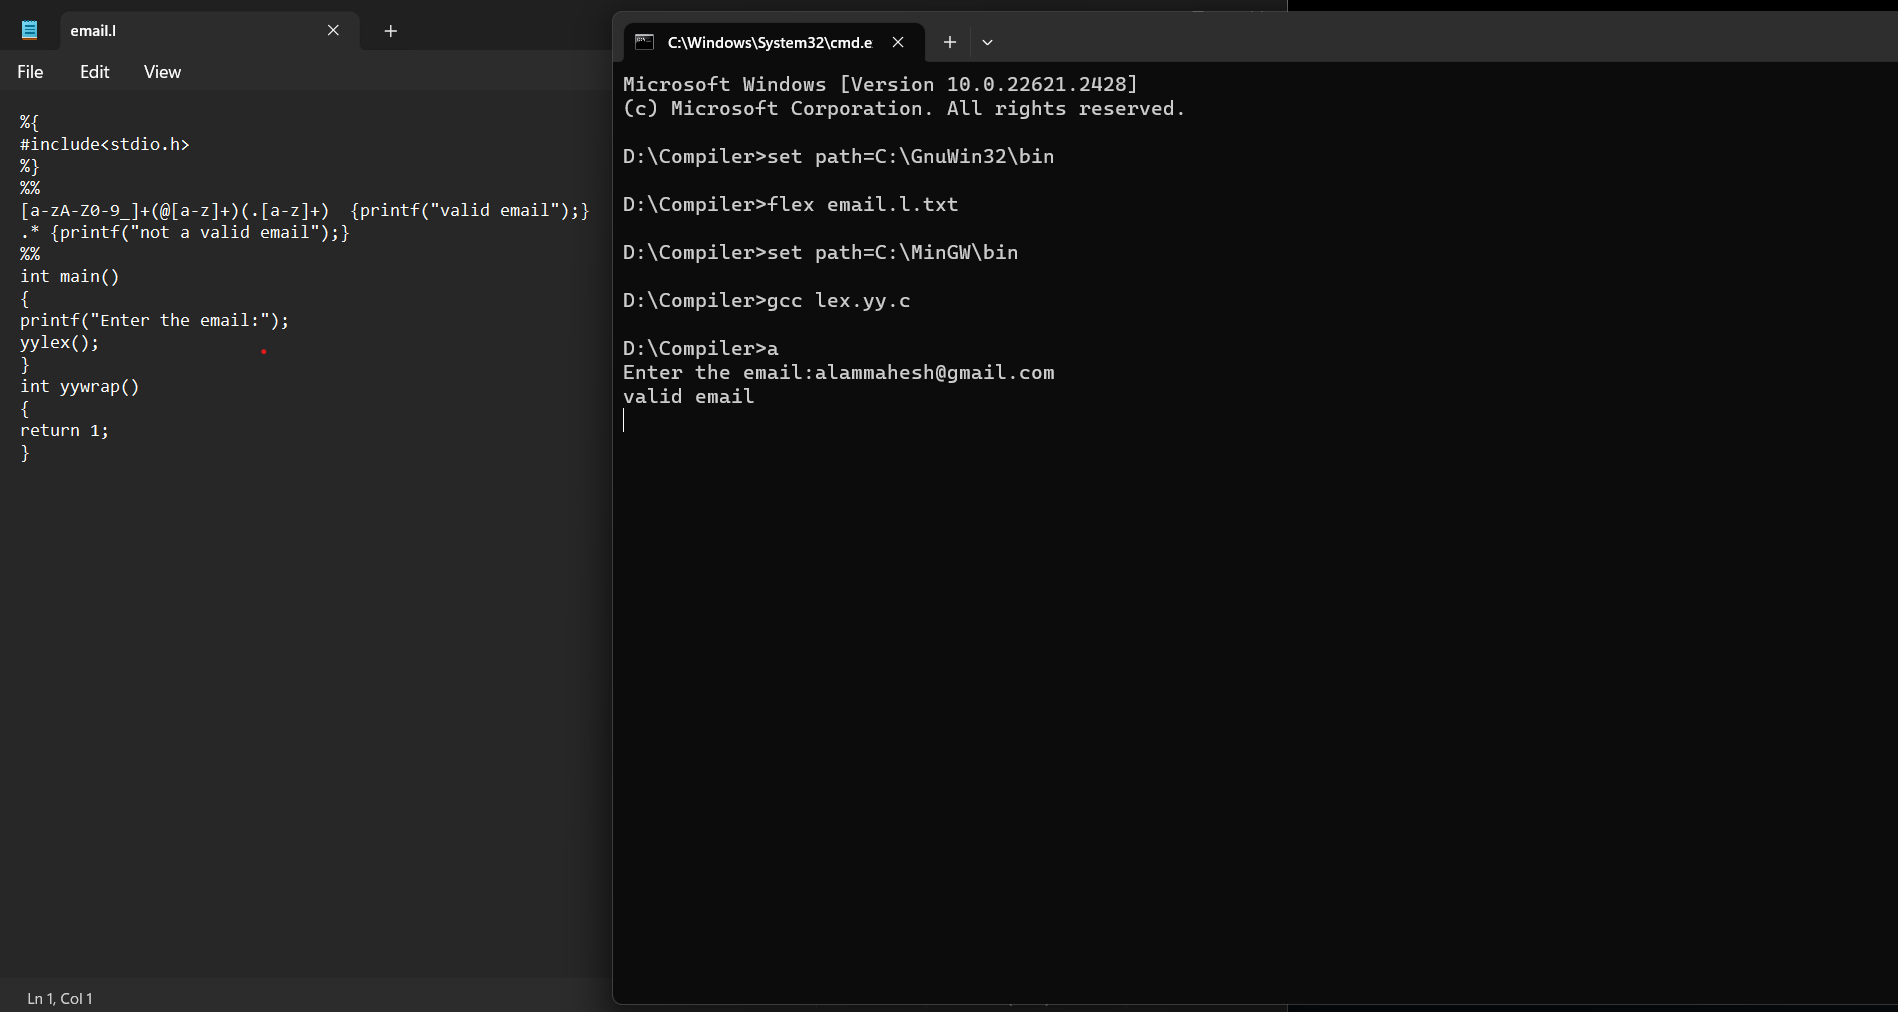 email.l
File Edit View
%{
#include<stdio.h>
%}
%%
[a-zA-Z0-9_]+(@[a-z]+)(.[a-z]+)  {printf("valid email");}
.* {printf("not a valid email");}
%%
int main()
{
printf("Enter the email:");
yylex();
}
int yywrap()
{
return 1;
}
Ln 1, Col 1
C:\Windows\System32\cmd.e
Microsoft Windows [Version 10.0.22621.2428]
(c) Microsoft Corporation. All rights reserved.
D:\Compiler>set path=C:\GnuWin32\bin
D:\Compiler>flex email.l.txt
D:\Compiler>set path=C:\MinGW\bin
D:\Compiler>gcc lex.yy.c
D:\Compiler>a
Enter the email:alammahesh@gmail.com
valid email